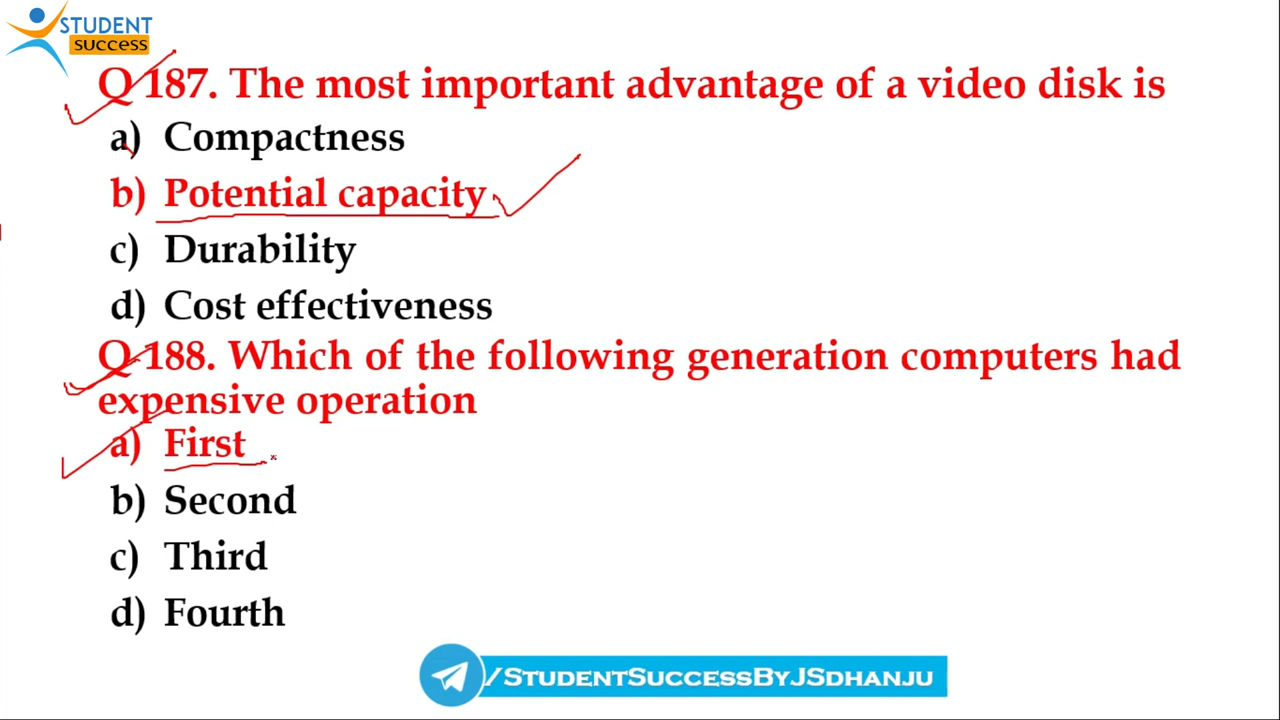 STUDENT
SUCCESS
Q 187. The most important advantage of a video disk is
a) Compactness
b) Potential capacity
c) Durability
d) Cost effectiveness
Q 188. Which of the following generation computers had
expensive operation
a) First
b) Second
c) Third
d) Fourth
/STUDENTSUCCESSBYJSDHANJU